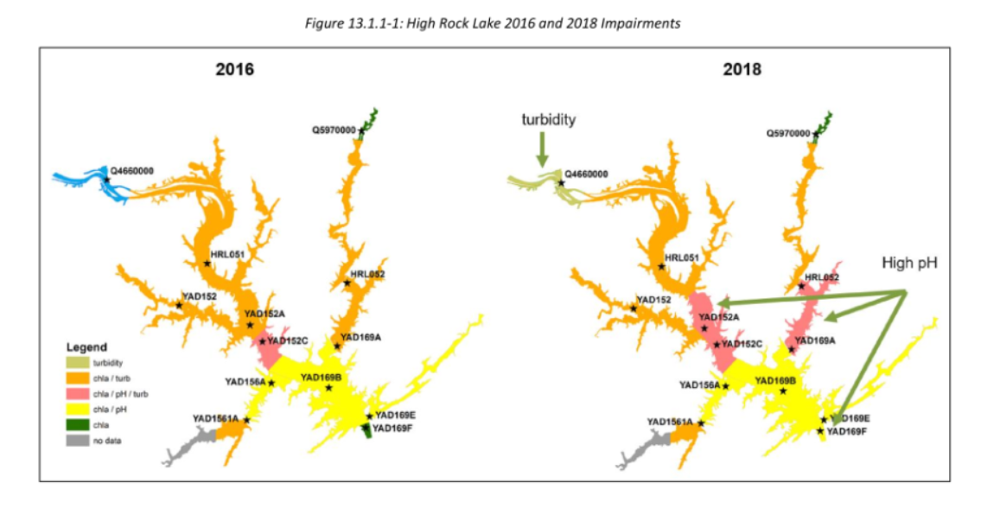 Figure 13.1.1-1: High Rock Lake 2016 and 2018 Impairments
2016
Q5970000
Q4660000
HRL051
HRL052
YAD152
YAD152A
YAD152C
YAD169A
YAD156A
YAD169B
YAD1561A
YAD169E
YAD169F
Legend
turbidity
chla / turb
chla / pH / turb
chla / pH
chla
no data
2018
turbidity
Q5970000
Q4660000
HRL051
High pH
HRL052
YAD152
YAD152A
YAD152C
YAD169A
YAD156A
YAD169B
YAD1561A
YAD169E
YAD169F